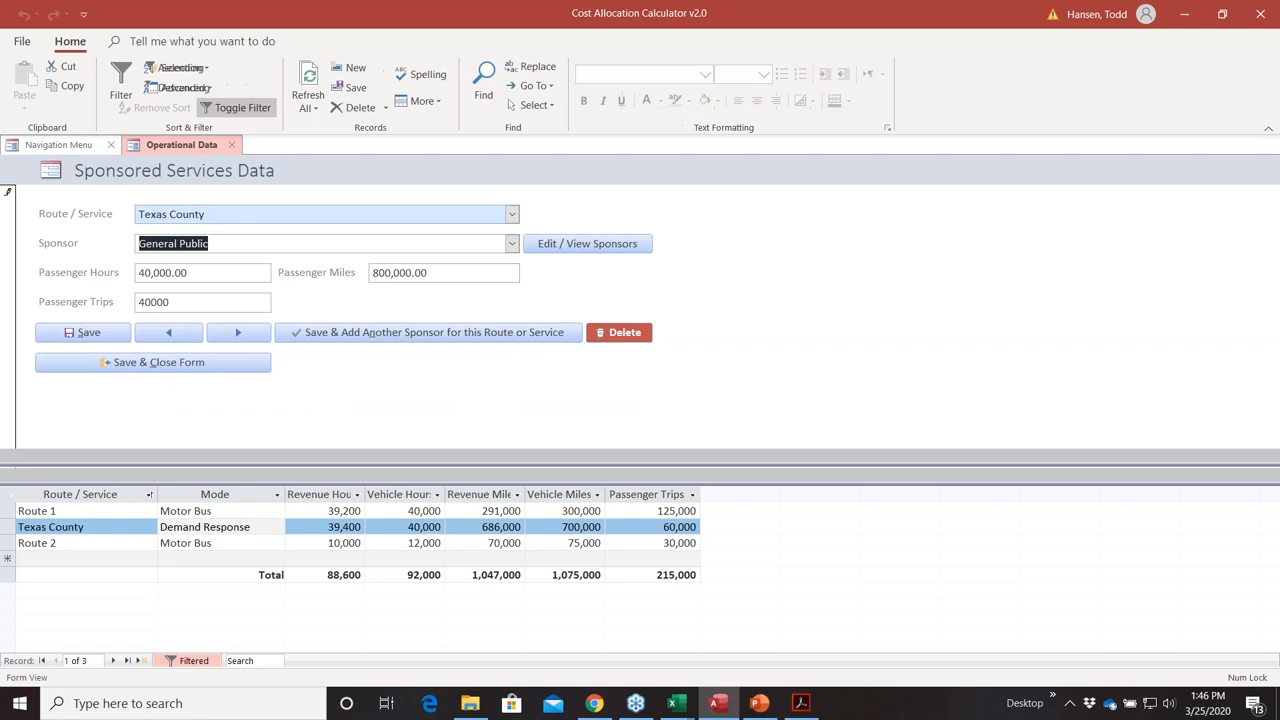 Cost Allocation Calculator v2.0
Hansen, Todd
File Home Tell me what you want to do
Paste
Cut
Copy
Clipboard
Filter
Selection
Advanced
Remove Sort
Toggle Filter
Sort & Filter
Refresh All
New
Save
Delete
Spelling
More
Records
Find
Replace
Go To
Select
Find
B I U A
Text Formatting
Navigation Menu Operational Data
Sponsored Services Data
Route / Service Texas County
Sponsor General Public Edit / View Sponsors
Passenger Hours 40,000.00 Passenger Miles 800,000.00
Passenger Trips 40000
Save Save & Add Another Sponsor for this Route or Service Delete
Save & Close Form
Route / Service Mode Revenue Hou Vehicle Hour Revenue Mile Vehicle Miles Passenger Trips
Route 1 Motor Bus 39,200 40,000 291,000 300,000 125,000
Texas County Demand Response 39,400 40,000 686,000 700,000 60,000
Route 2 Motor Bus 10,000 12,000 70,000 75,000 30,000
Total 88,600 92,000 1,047,000 1,075,000 215,000
Record: 1 of 3 Filtered Search
Form View Num Lock
Type here to search
Desktop
1:46 PM
3/25/2020
13